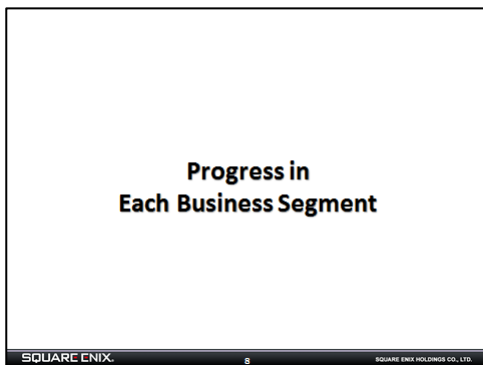 Progress in
Each Business Segment
SQUARE ENIX.
8
SQUARE ENIX HOLDINGS CO., LTD.